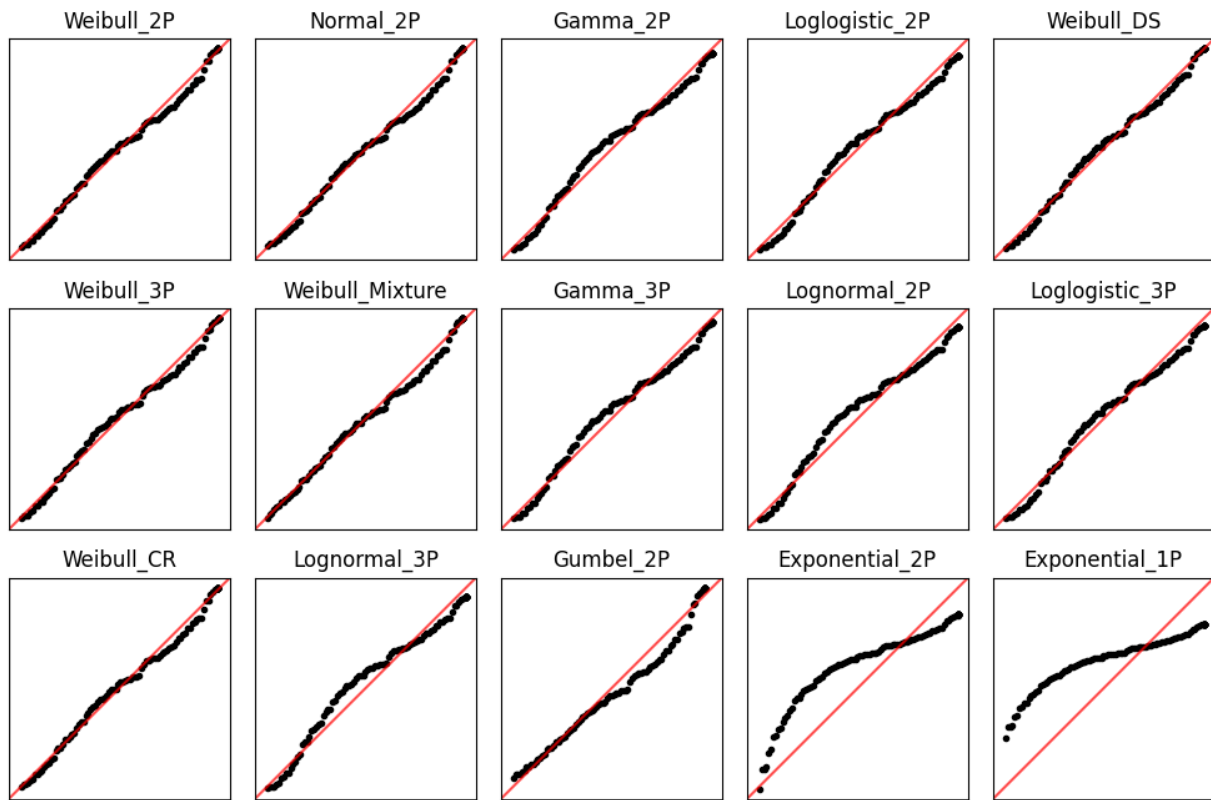 Weibull_2P
Normal_2P
Gamma_2P
Loglogistic_2P
Weibull_DS
Weibull_3P
Weibull_Mixture
Gamma_3P
Lognormal_2P
Loglogistic_3P
Weibull_CR
Lognormal_3P
Gumbel_2P
Exponential_2P
Exponential_1P